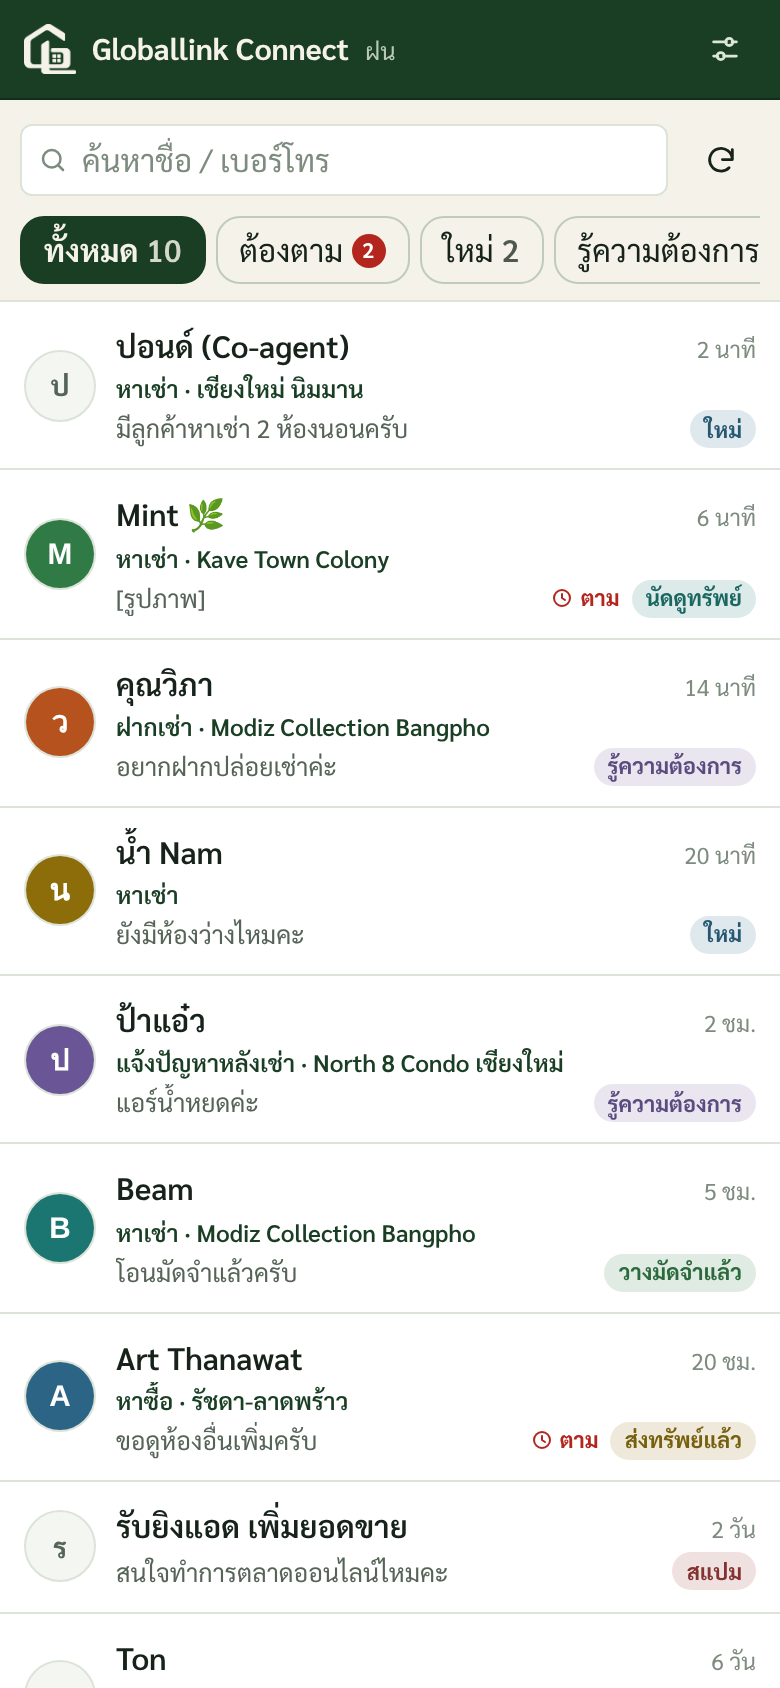 Globallink Connect ฝน
ค้นหาชื่อ / เบอร์โทร
ทั้งหมด 10
ต้องตาม 2
ใหม่ 2
รู้ความต้องการ
ป
ปอนด์ (Co-agent)
2 นาที
หาเช่า · เชียงใหม่ นิมมาน
มีลูกค้าหาเช่า 2 ห้องนอนครับ
ใหม่
M
Mint 🌿
6 นาที
หาเช่า · Kave Town Colony
[รูปภาพ]
ตาม
นัดดูทรัพย์
ว
คุณวิภา
14 นาที
ฝากเช่า · Modiz Collection Bangpho
อยากฝากปล่อยเช่าค่ะ
รู้ความต้องการ
น
น้ำ Nam
20 นาที
หาเช่า
ยังมีห้องว่างไหมคะ
ใหม่
ป
ป้าแอ๋ว
2 ชม.
แจ้งปัญหาหลังเช่า · North 8 Condo เชียงใหม่
แอร์น้ำหยดค่ะ
รู้ความต้องการ
B
Beam
5 ชม.
หาเช่า · Modiz Collection Bangpho
โอนมัดจำแล้วครับ
วางมัดจำแล้ว
A
Art Thanawat
20 ชม.
หาซื้อ · รัชดา-ลาดพร้าว
ขอดูห้องอื่นเพิ่มครับ
ตาม
ส่งทรัพย์แล้ว
ร
รับยิงแอด เพิ่มยอดขาย
2 วัน
สนใจทำการตลาดออนไลน์ไหมคะ
สแปม
Ton
6 วัน